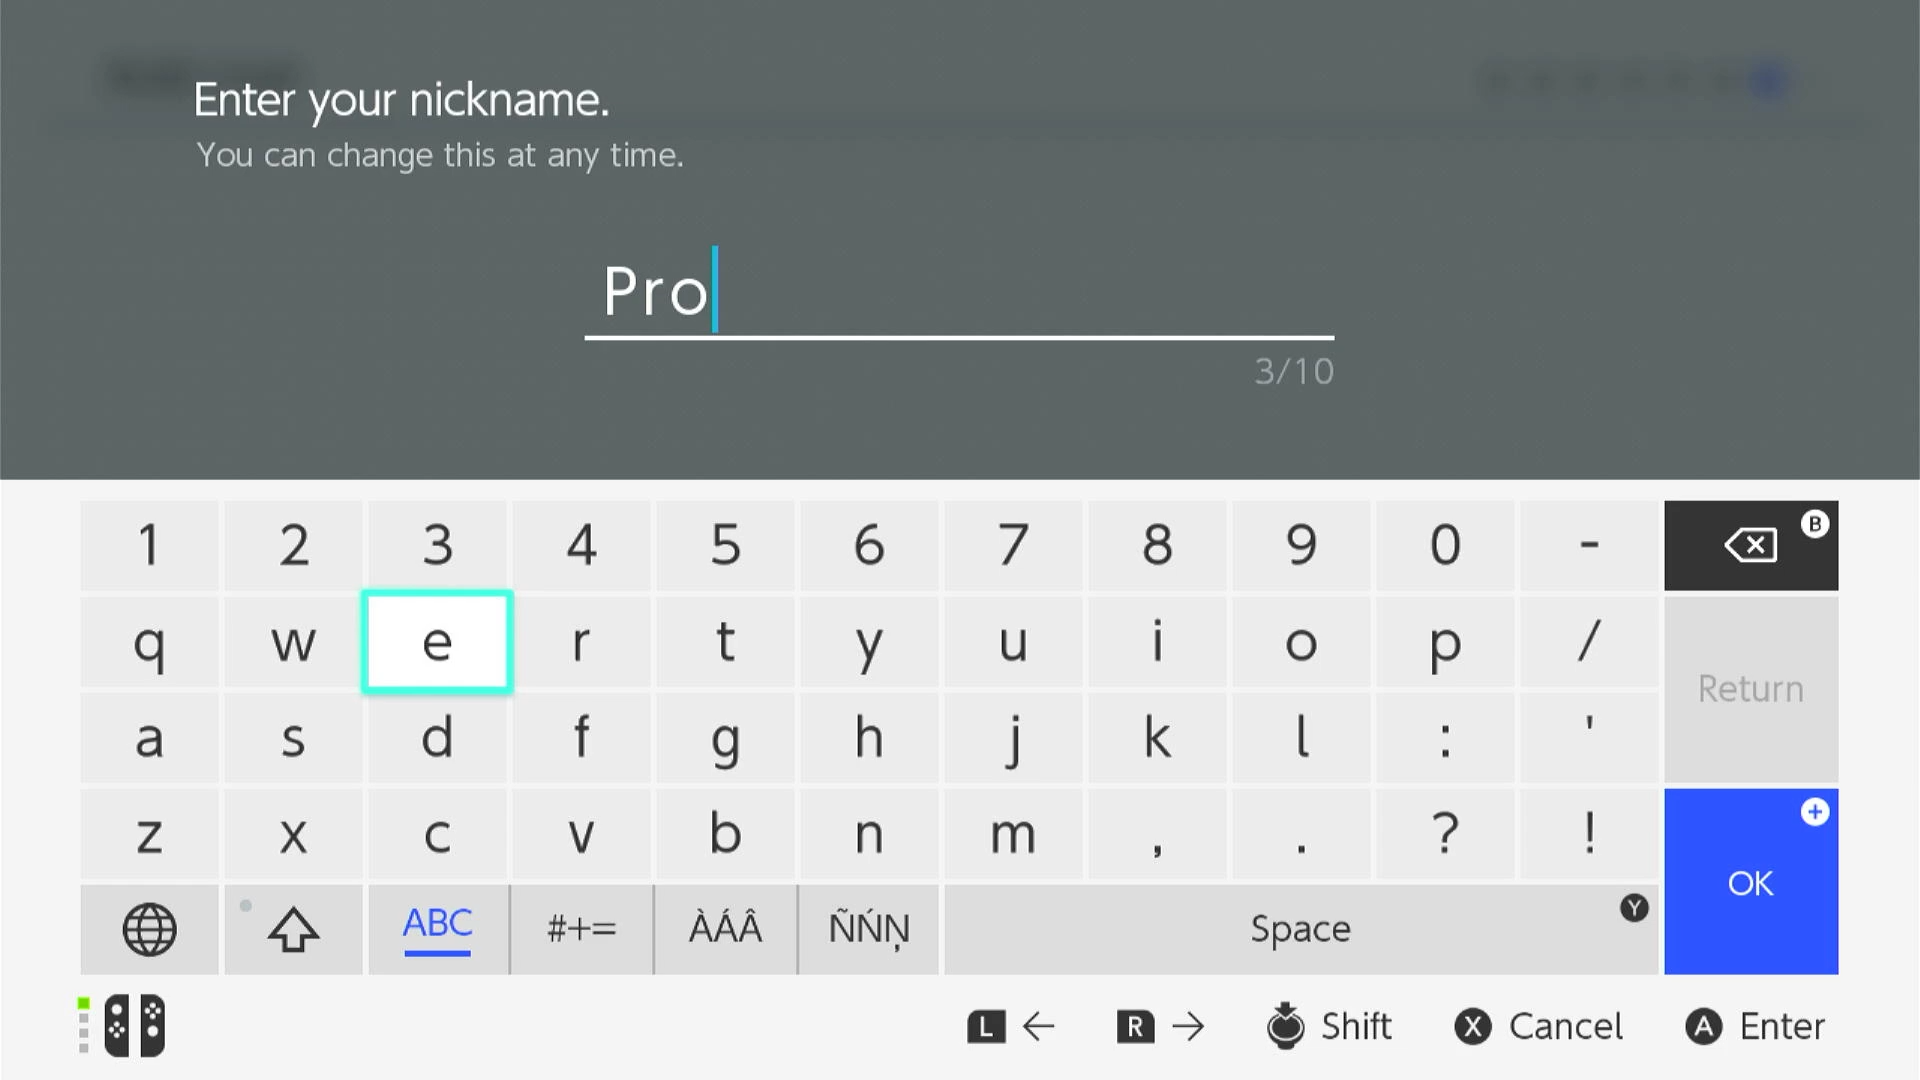 Enter your nickname.
You can change this at any time.
Pro
3/10
1 2 3 4 5 6 7 8 9 0 - B
q w e r t y u i o p /
Return
a s d f g h j k l : '
z x c v b n m , . ? ! +
OK
ABC #+= ÀÁÂ ÑŃŅ Space Y
L ← R → Shift X Cancel A Enter